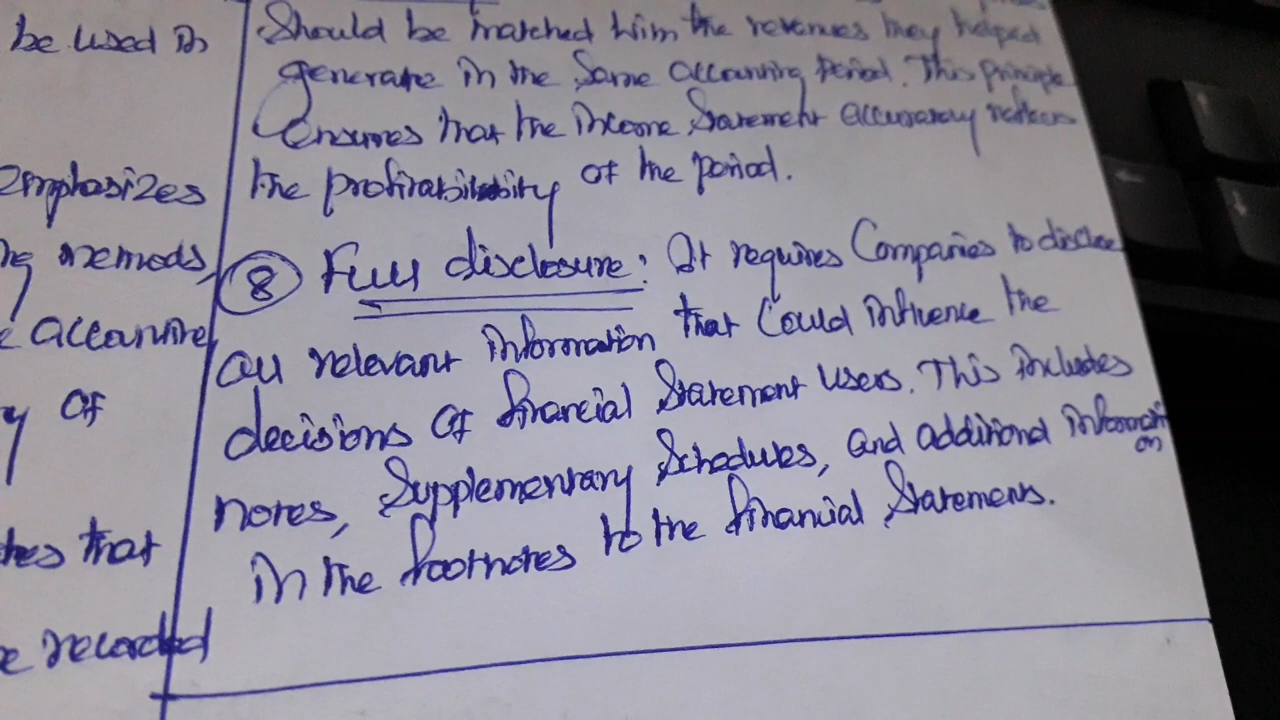 be used in
emphasizes
ng methods,
e accounting
y of
tes that
e recorded
Should be matched with the revenues they helped
generate in the same accounting period. This principle
ensures that the income statement accurately reflects
the profitability of the period.
8 Full disclosure: It requires Companies to disclose
all relevant information that could influence the
decisions of financial statement users. This includes
notes, supplementary schedules, and additional information
in the footnotes to the financial statements.